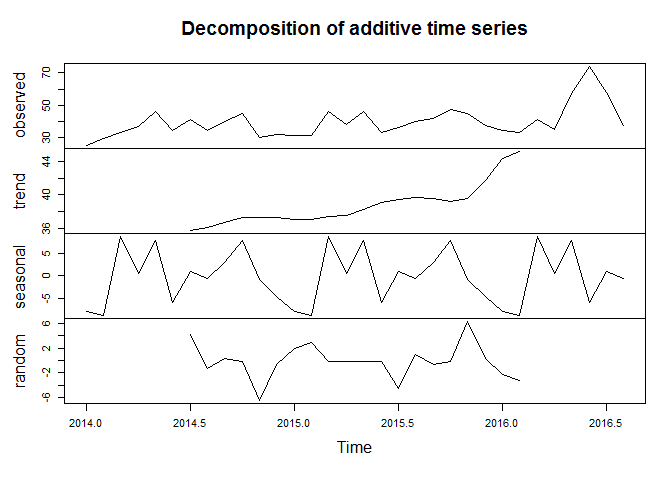 Decomposition of additive time series
observed
30 50 70
trend
36 40 44
seasonal
-5 0 5
random
-6 -2 2 6
2014.0 2014.5 2015.0 2015.5 2016.0 2016.5
Time